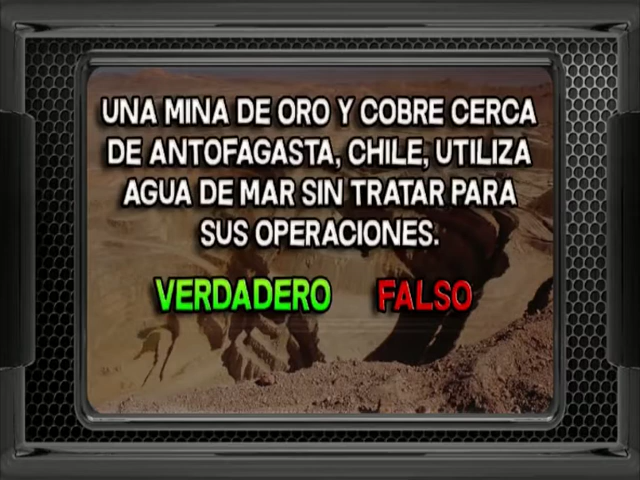 UNA MINA DE ORO Y COBRE CERCA
DE ANTOFAGASTA, CHILE, UTILIZA
AGUA DE MAR SIN TRATAR PARA
SUS OPERACIONES.
VERDADERO FALSO